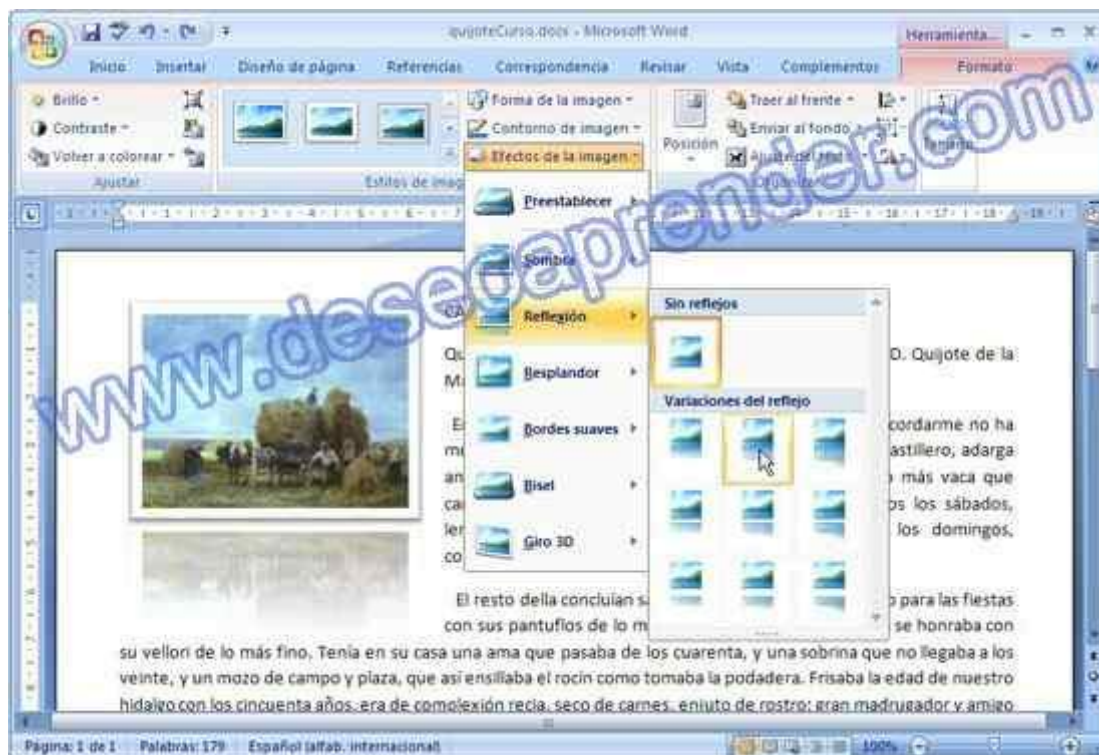 quijoteCurso.docx - Microsoft Word
Herramienta...
Inicio Insertar Diseño de página Referencias Correspondencia Revisar Vista Complementos Formato
Brillo
Contraste
Volver a colorear
Ajustar
Forma de la imagen
Contorno de imagen
Efectos de la imagen
Estilos de imag
Posición
Traer al frente
Enviar al fondo
Tamaño
www.deseoaprender.com
Preestablecer
Sombra
Reflexión
Resplandor
Bordes suaves
Bisel
Giro 3D
Sin reflejos
Variaciones del reflejo
D. Quijote de la
cordarme no ha
astillero, adarga
más vaca que
los sábados,
los domingos,
El resto della concluían
para las fiestas
con sus pantuflos de lo m
se honraba con
su vellori de lo más fino. Tenía en su casa una ama que pasaba de los cuarenta, y una sobrina que no llegaba a los
veinte, y un mozo de campo y plaza, que así ensillaba el rocín como tomaba la podadera. Frisaba la edad de nuestro
hidalgo con los cincuenta años, era de complexión recia, seco de carnes, enjuto de rostro; gran madrugador y amigo
Página: 1 de 1 Palabras: 179 Español (alfab. internacional) 100%